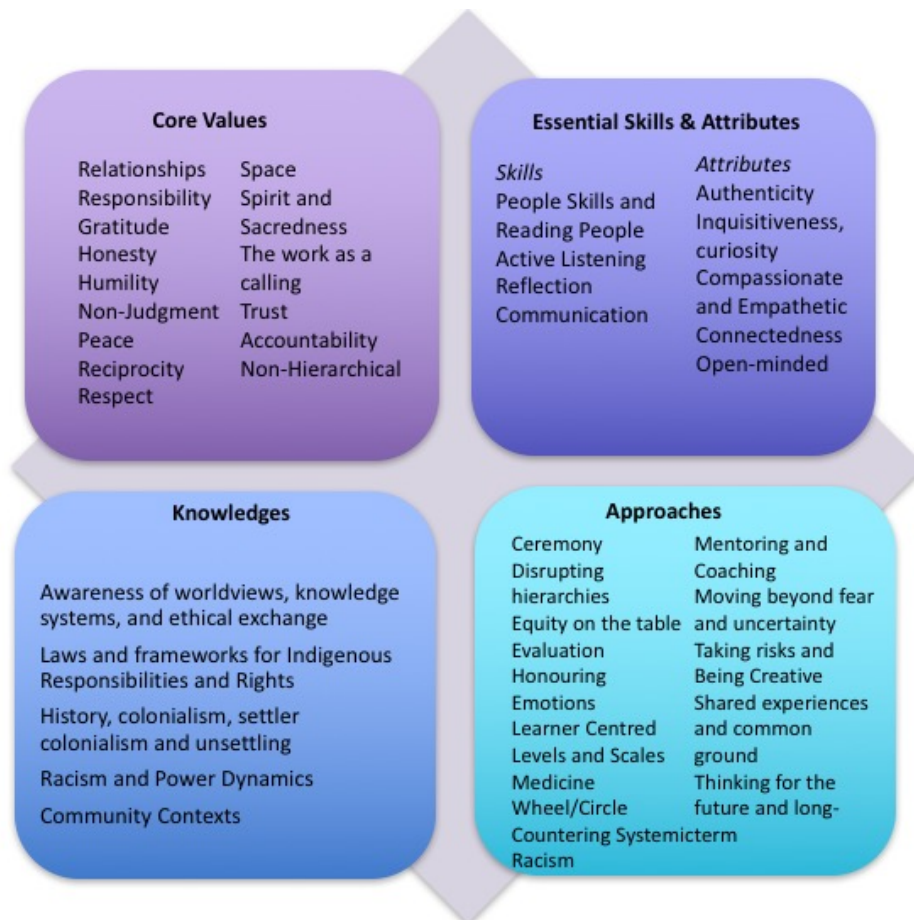 Core Values
Relationships
Responsibility
Gratitude
Honesty
Humility
Non-Judgment
Peace
Reciprocity
Respect
Space
Spirit and
Sacredness
The work as a
calling
Trust
Accountability
Non-Hierarchical
Essential Skills & Attributes
Skills
People Skills and
Reading People
Active Listening
Reflection
Communication
Attributes
Authenticity
Inquisitiveness,
curiosity
Compassionate
and Empathetic
Connectedness
Open-minded
Knowledges
Awareness of worldviews, knowledge
systems, and ethical exchange
Laws and frameworks for Indigenous
Responsibilities and Rights
History, colonialism, settler
colonialism and unsettling
Racism and Power Dynamics
Community Contexts
Approaches
Ceremony
Disrupting
hierarchies
Equity on the table
Evaluation
Honouring
Emotions
Learner Centred
Levels and Scales
Medicine
Wheel/Circle
Countering Systemic
Racism
Mentoring and
Coaching
Moving beyond fear
and uncertainty
Taking risks and
Being Creative
Shared experiences
and common
ground
Thinking for the
future and long-
term